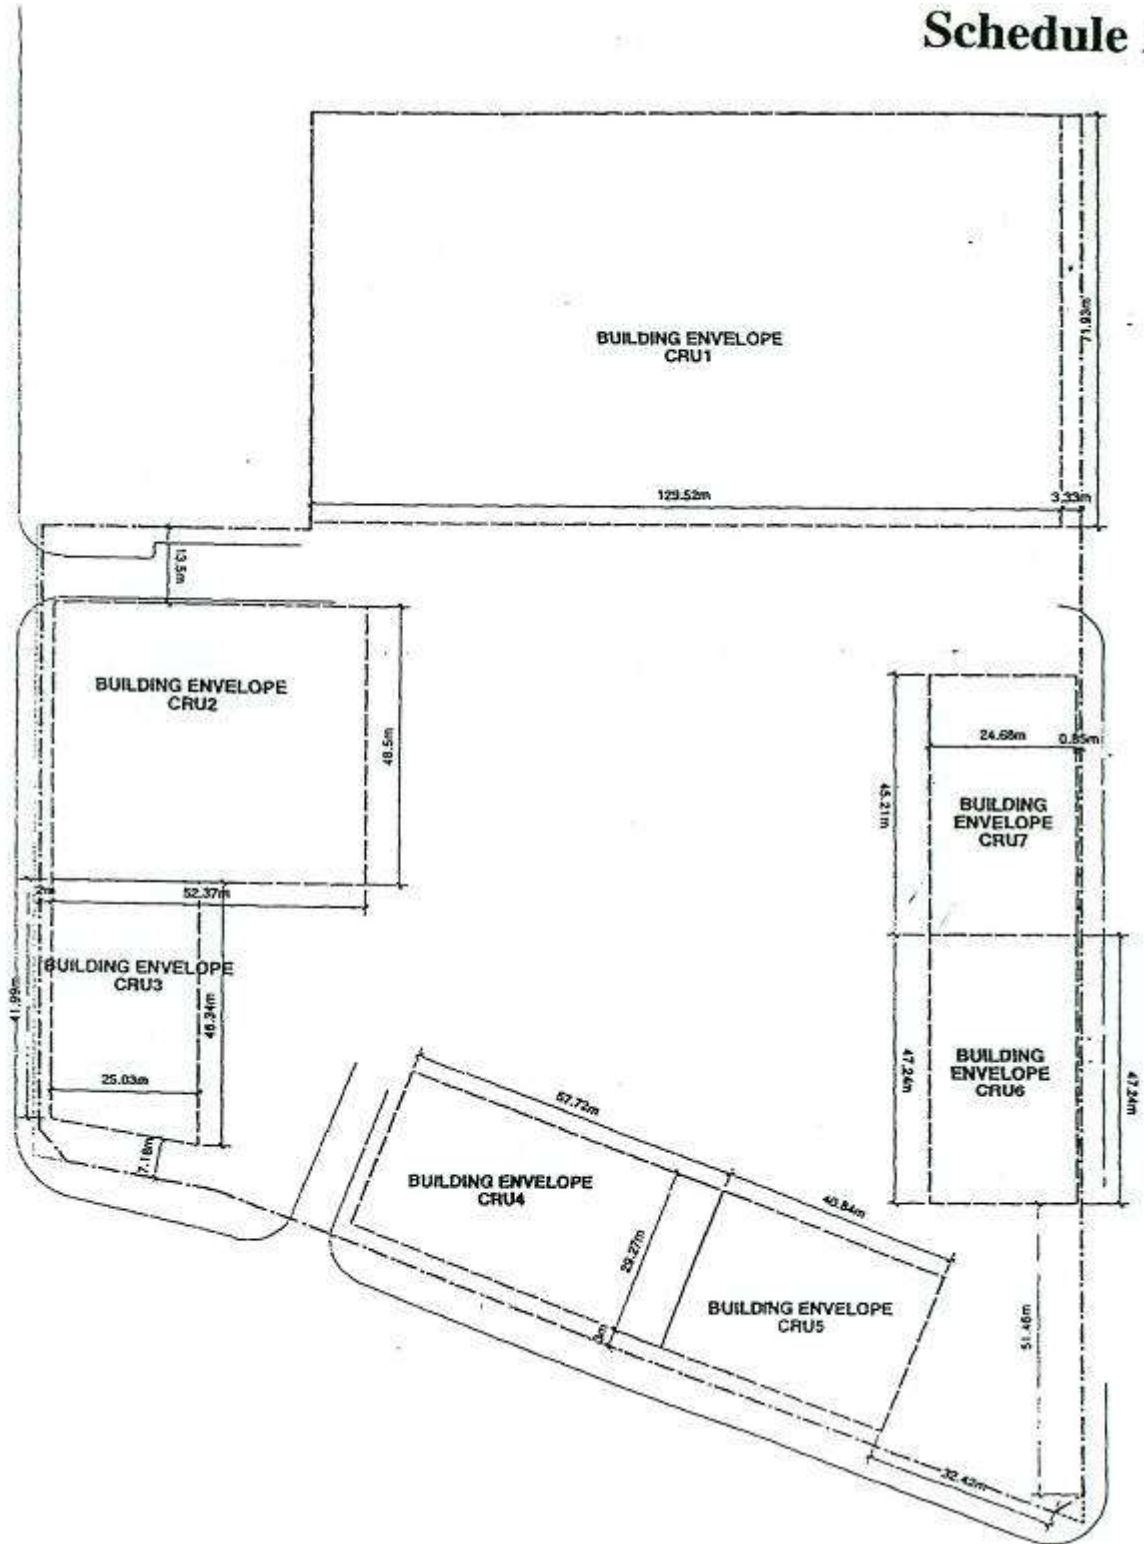 Schedule
BUILDING ENVELOPE
CRU1
71.93m
129.52m
3.33m
13.5m
BUILDING ENVELOPE
CRU2
48.5m
24.68m
0.85m
45.21m
BUILDING
ENVELOPE
CRU7
2m
52.37m
BUILDING ENVELOPE
CRU3
41.99m
46.34m
25.03m
7.18m
BUILDING
ENVELOPE
CRU6
47.24m
47.24m
57.72m
BUILDING ENVELOPE
CRU4
40.84m
29.27m
BUILDING ENVELOPE
CRU5
51.46m
32.42m